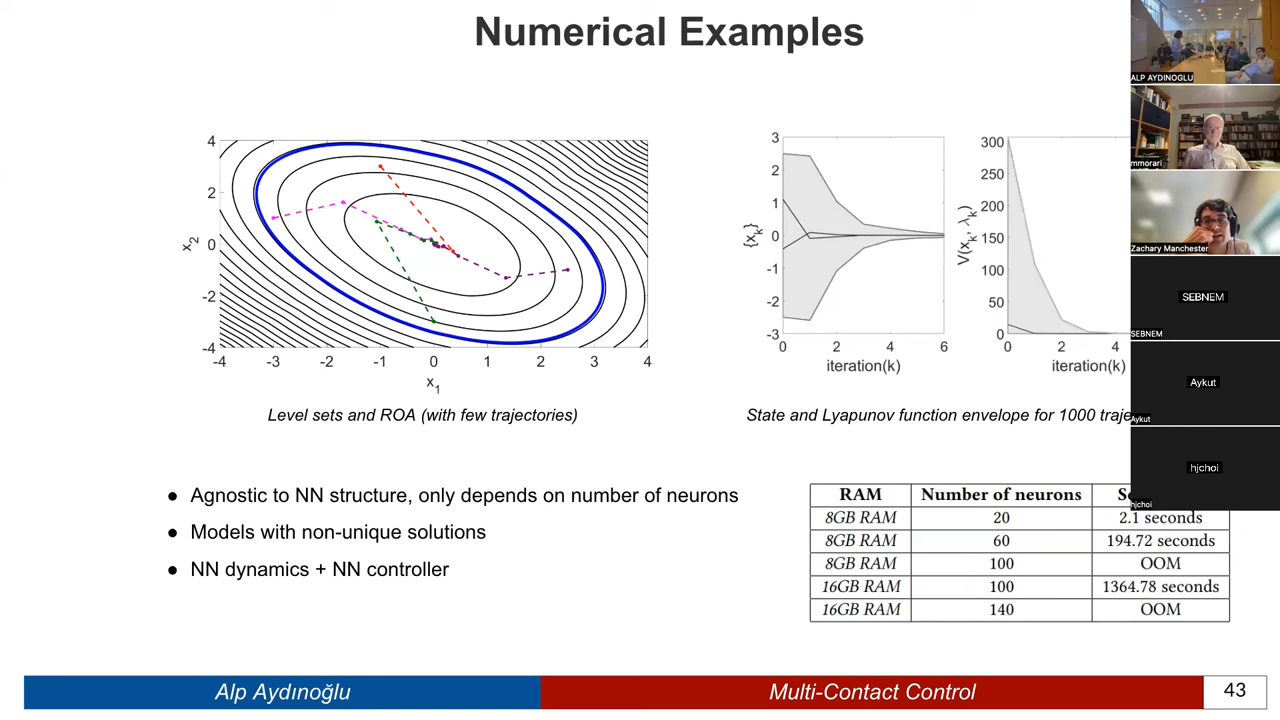 Numerical Examples
ALP AYDINOGLU
mmorari
Zachary Manchester
SEBNEM
SEBNEM
Aykut
Aykut
hjchoi
hjchoi
4
2
0
-2
-4
x2
-4 -3 -2 -1 0 1 2 3 4
x1
Level sets and ROA (with few trajectories)
3
2
1
0
-1
-2
-3
{xk}
0 2 4 6
iteration(k)
300
250
200
150
100
50
0
V(xk, λk)
0 2 4
iteration(k)
State and Lyapunov function envelope for 1000
● Agnostic to NN structure, only depends on number of neurons
● Models with non-unique solutions
● NN dynamics + NN controller
RAM Number of neurons
8GB RAM 20 2.1 seconds
8GB RAM 60 194.72 seconds
8GB RAM 100 OOM
16GB RAM 100 1364.78 seconds
16GB RAM 140 OOM
Alp Aydınoğlu
Multi-Contact Control
43